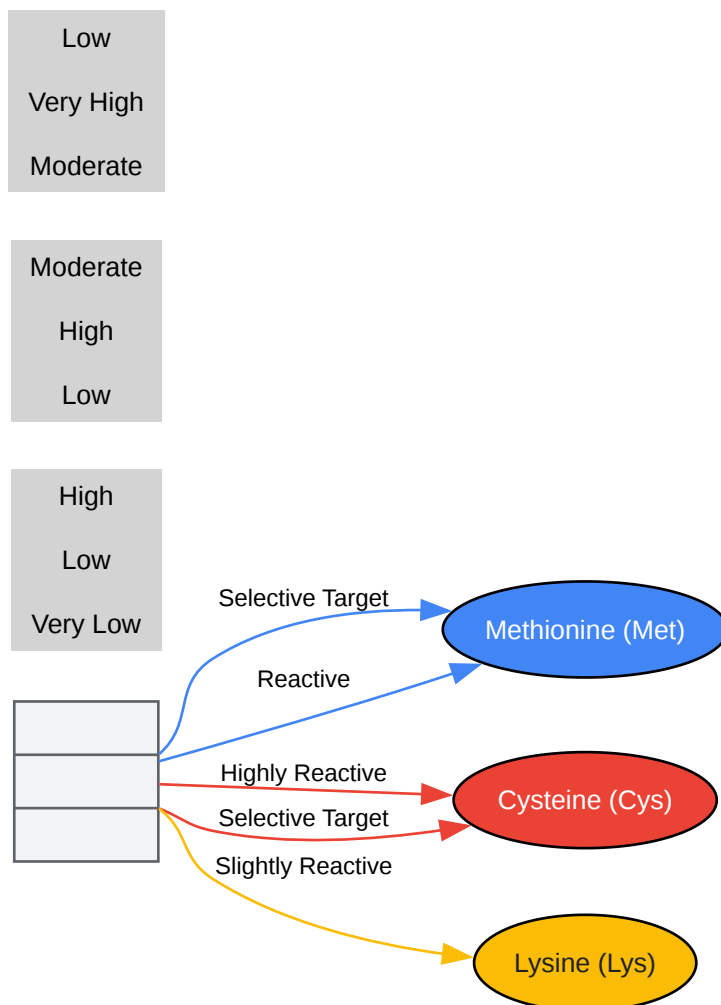 Low
Very High
Moderate
Moderate
High
Low
High
Low
Very Low
Selective Target
Methionine (Met)
Reactive
Highly Reactive
Cysteine (Cys)
Selective Target
Slightly Reactive
Lysine (Lys)